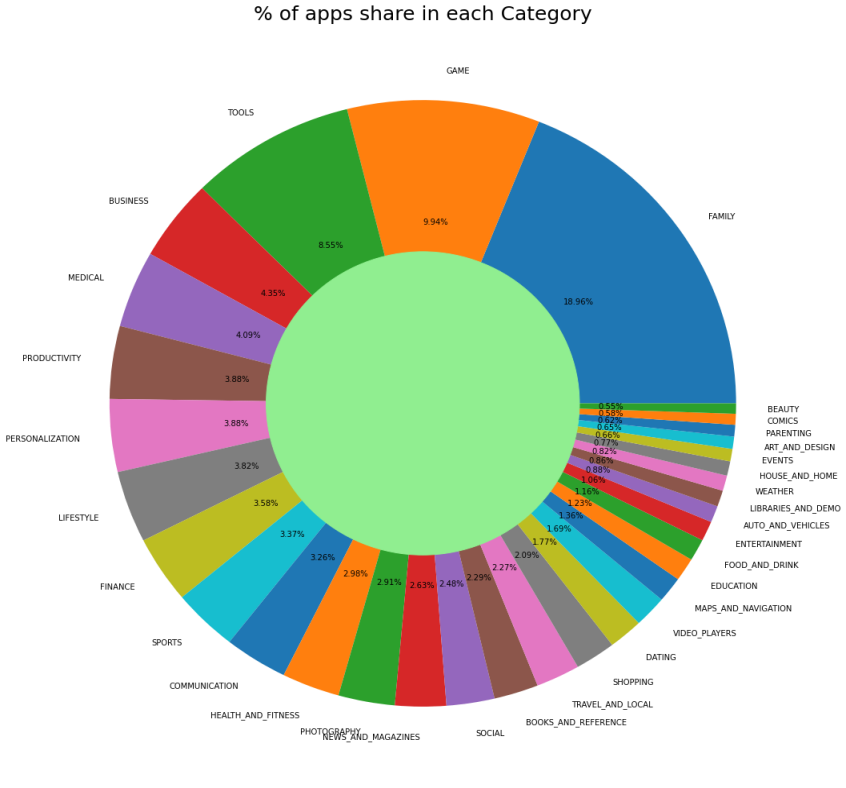 % of apps share in each Category
GAME
TOOLS
BUSINESS
FAMILY
MEDICAL
PRODUCTIVITY
PERSONALIZATION
LIFESTYLE
FINANCE
SPORTS
COMMUNICATION
HEALTH_AND_FITNESS
PHOTOGRAPHY
NEWS_AND_MAGAZINES
SOCIAL
BOOKS_AND_REFERENCE
TRAVEL_AND_LOCAL
SHOPPING
DATING
VIDEO_PLAYERS
MAPS_AND_NAVIGATION
EDUCATION
FOOD_AND_DRINK
ENTERTAINMENT
AUTO_AND_VEHICLES
LIBRARIES_AND_DEMO
WEATHER
HOUSE_AND_HOME
EVENTS
ART_AND_DESIGN
PARENTING
COMICS
BEAUTY
18.96%
9.94%
8.55%
4.35%
4.09%
3.88%
3.88%
3.82%
3.58%
3.37%
3.26%
2.98%
2.91%
2.63%
2.48%
2.29%
2.27%
2.09%
1.77%
1.69%
1.36%
1.23%
1.16%
1.06%
0.88%
0.86%
0.82%
0.77%
0.66%
0.65%
0.62%
0.58%
0.55%